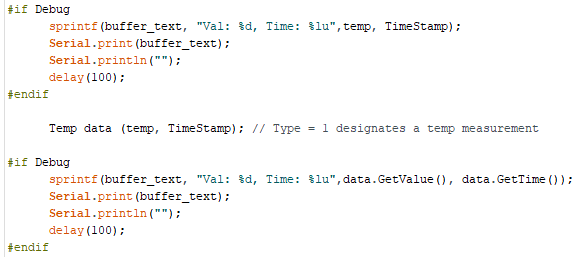 #if Debug
sprintf(buffer_text, "Val: %d, Time: %lu",temp, TimeStamp);
Serial.print(buffer_text);
Serial.println("");
delay(100);
#endif
Temp data (temp, TimeStamp); // Type = 1 designates a temp measurement
#if Debug
sprintf(buffer_text, "Val: %d, Time: %lu",data.GetValue(), data.GetTime());
Serial.print(buffer_text);
Serial.println("");
delay(100);
#endif